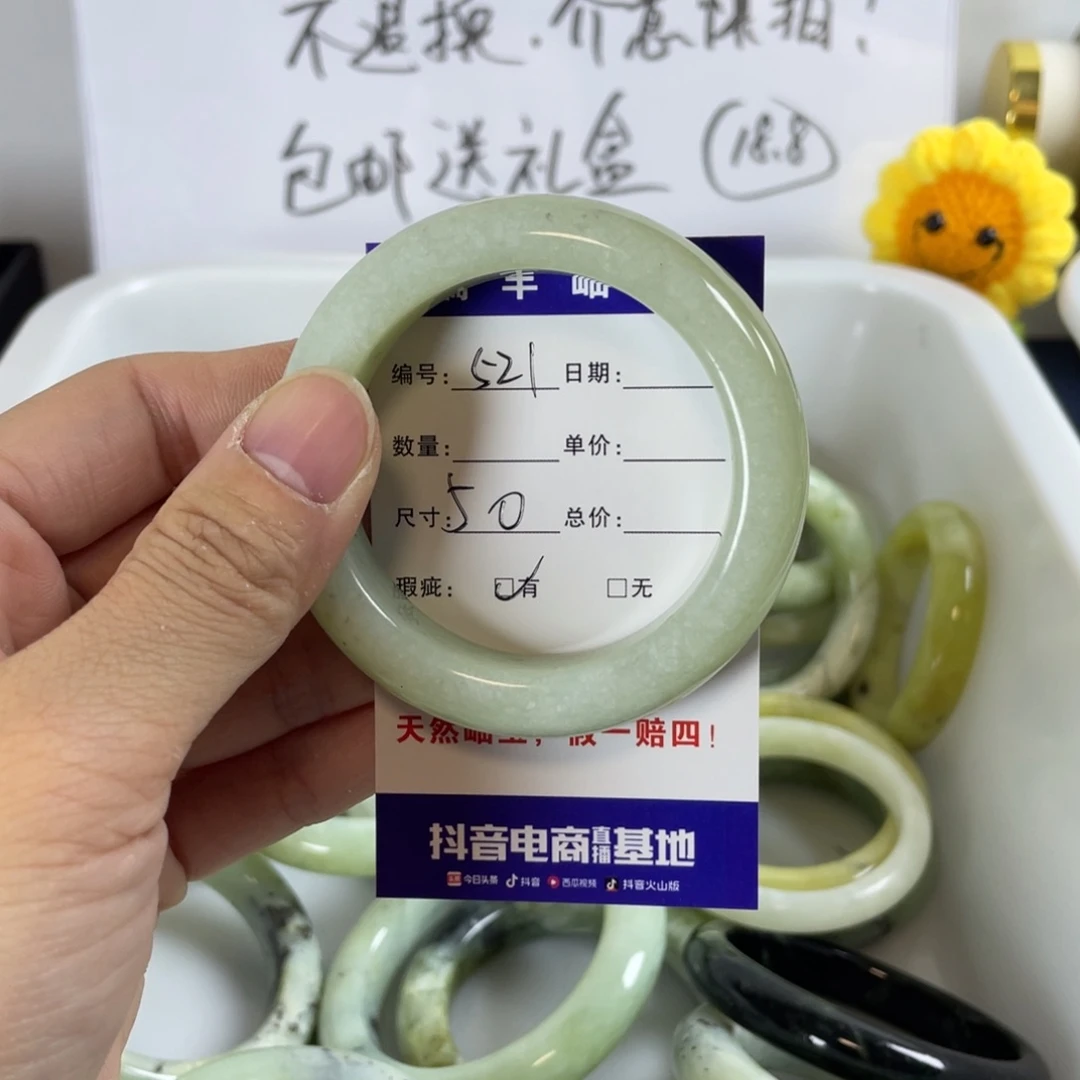 不退换.介意慎拍!
包邮送礼盒 18.8
羊岫
编号: 521 日期:
数量: 单价:
尺寸: 50 总价:
瑕疵: ☑有 □无
天然岫玉,假一赔四!
抖音电商直播基地
今日头条 抖音 西瓜视频 抖音火山版